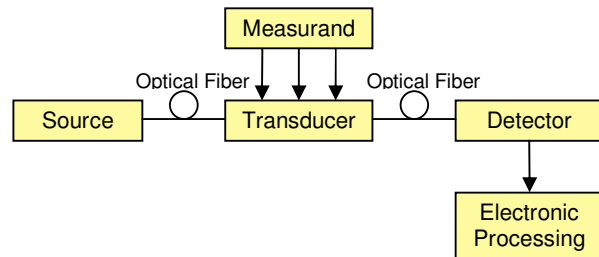 Measurand
Optical Fiber
Optical Fiber
Source
Transducer
Detector
Electronic
Processing